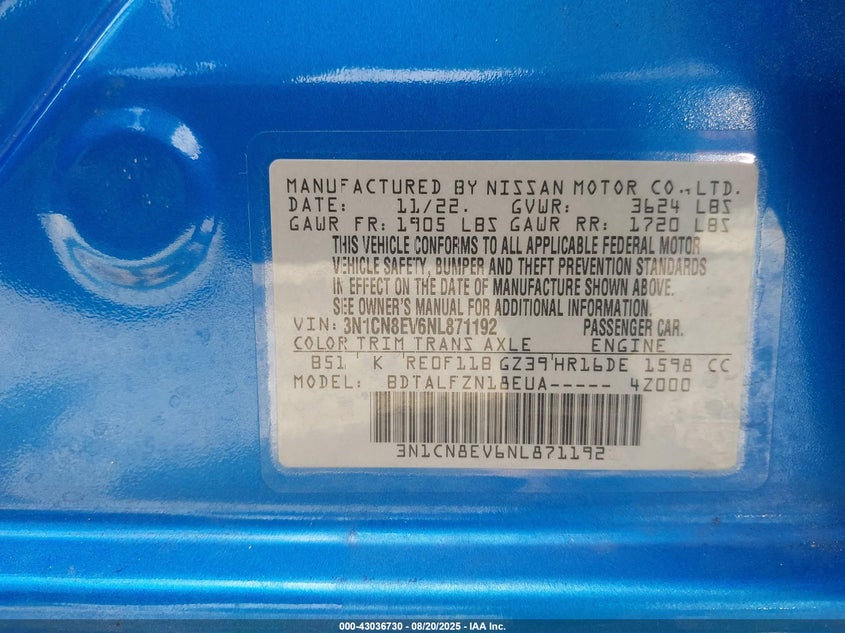 MANUFACTURED BY NISSAN MOTOR CO.,LTD.
DATE: 11/22. GVWR: 3624 LBS
GAWR FR: 1905 LBS GAWR RR: 1720 LBS
THIS VEHICLE CONFORMS TO ALL APPLICABLE FEDERAL MOTOR
VEHICLE SAFETY, BUMPER AND THEFT PREVENTION STANDARDS
IN EFFECT ON THE DATE OF MANUFACTURE SHOWN ABOVE.
SEE OWNER'S MANUAL FOR ADDITIONAL INFORMATION.
VIN: 3N1CN8EV6NL871192 PASSENGER CAR.
COLOR TRIM TRANS AXLE ENGINE
B51 K RE0F11B GZ39 HR16DE 1598 CC
MODEL: BDTALFZN18EUA----- 4Z000
3N1CN8EV6NL871192
000-43036730 - 08/20/2025 - IAA Inc.